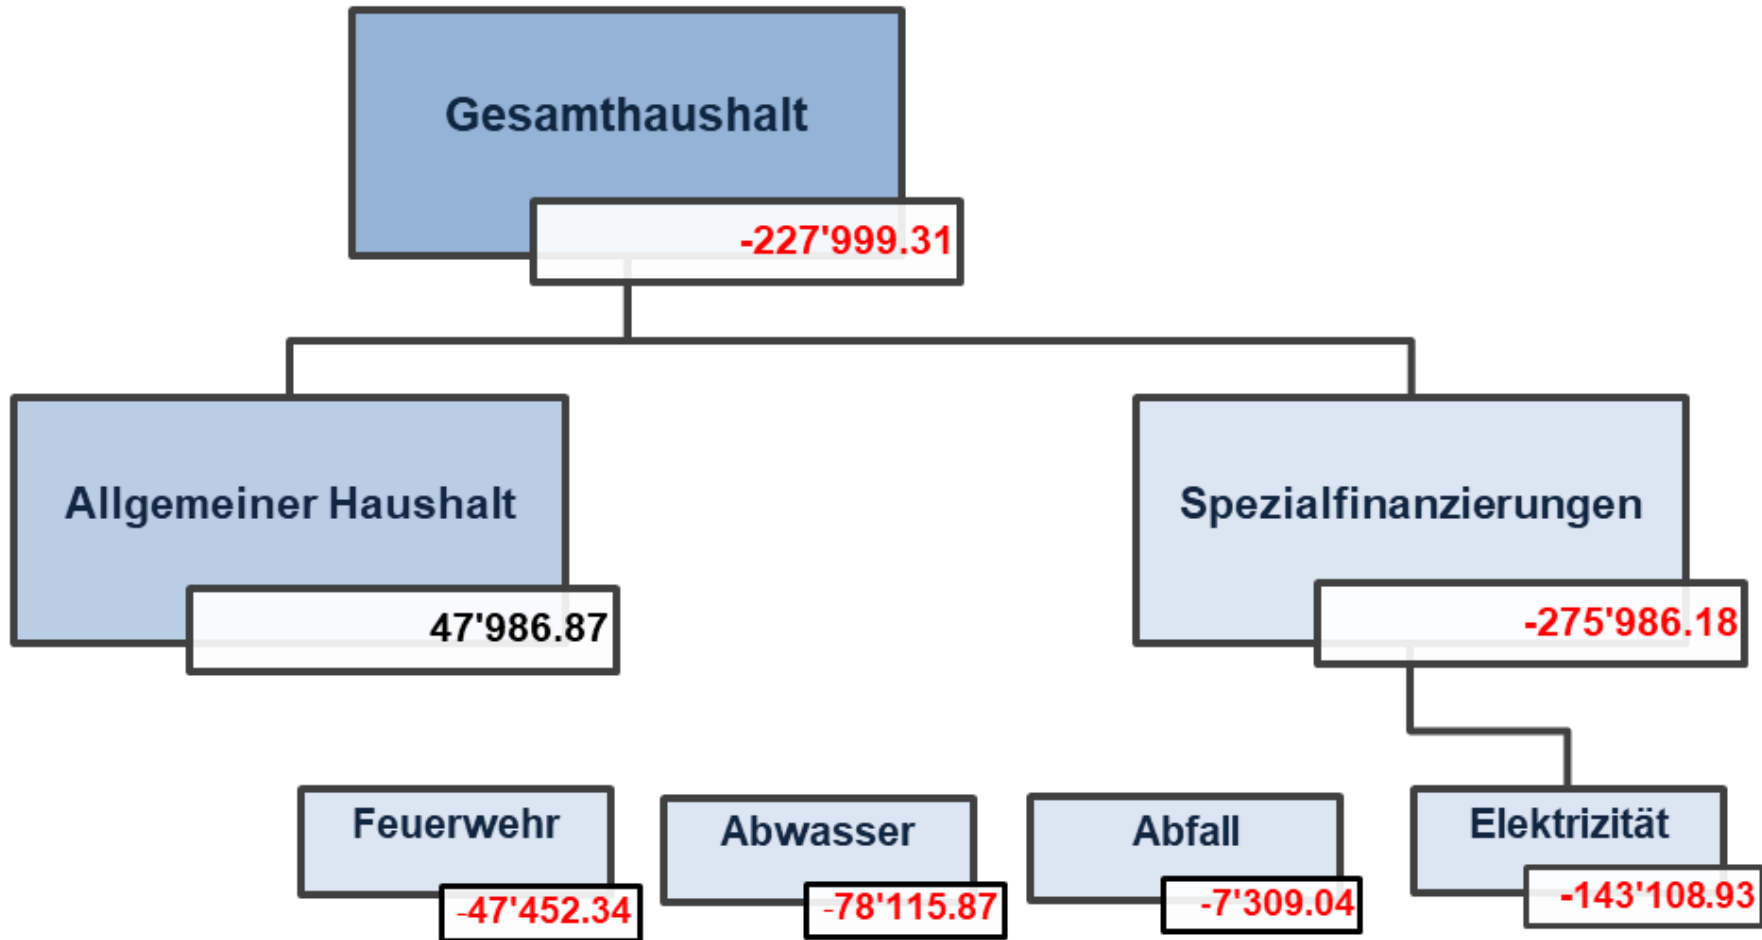 Gesamthaushalt
-227'999.31
Allgemeiner Haushalt
47'986.87
Spezialfinanzierungen
-275'986.18
Feuerwehr
-47'452.34
Abwasser
-78'115.87
Abfall
-7'309.04
Elektrizität
-143'108.93